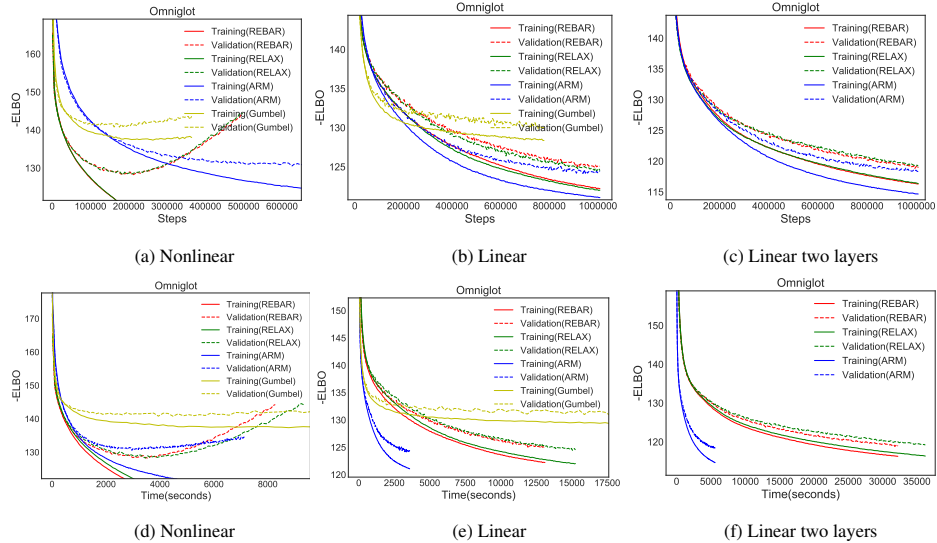 Omniglot
-ELBO
160
150
140
130
Training(REBAR)
Validation(REBAR)
Training(RELAX)
Validation(RELAX)
Training(ARM)
Validation(ARM)
Training(Gumbel)
Validation(Gumbel)
0 100000 200000 300000 400000 500000 600000
Steps
(a) Nonlinear
Omniglot
-ELBO
140
135
130
125
Training(REBAR)
Validation(REBAR)
Training(RELAX)
Validation(RELAX)
Training(ARM)
Validation(ARM)
Training(Gumbel)
Validation(Gumbel)
0 200000 400000 600000 800000 1000000
Steps
(b) Linear
Omniglot
-ELBO
140
135
130
125
120
115
Training(REBAR)
Validation(REBAR)
Training(RELAX)
Validation(RELAX)
Training(ARM)
Validation(ARM)
0 200000 400000 600000 800000 1000000
Steps
(c) Linear two layers
Omniglot
-ELBO
170
160
150
140
130
Training(REBAR)
Validation(REBAR)
Training(RELAX)
Validation(RELAX)
Training(ARM)
Validation(ARM)
Training(Gumbel)
Validation(Gumbel)
0 2000 4000 6000 8000
Time(seconds)
(d) Nonlinear
Omniglot
-ELBO
150
145
140
135
130
125
120
Training(REBAR)
Validation(REBAR)
Training(RELAX)
Validation(RELAX)
Training(ARM)
Validation(ARM)
Training(Gumbel)
Validation(Gumbel)
0 2500 5000 7500 10000 12500 15000 17500
Time(seconds)
(e) Linear
Omniglot
-ELBO
150
140
130
120
Training(REBAR)
Validation(REBAR)
Training(RELAX)
Validation(RELAX)
Training(ARM)
Validation(ARM)
0 5000 10000 15000 20000 25000 30000 35000
Time(seconds)
(f) Linear two layers